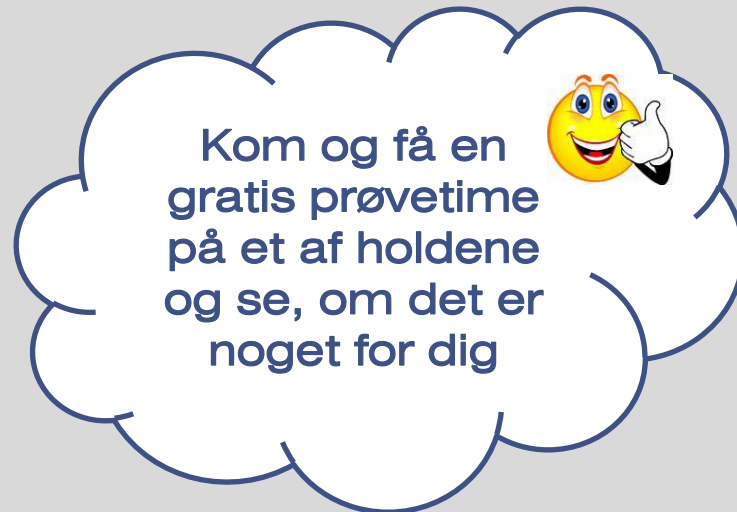 Kom og få en
gratis prøvetime
på et af holdene
og se, om det er
noget for dig